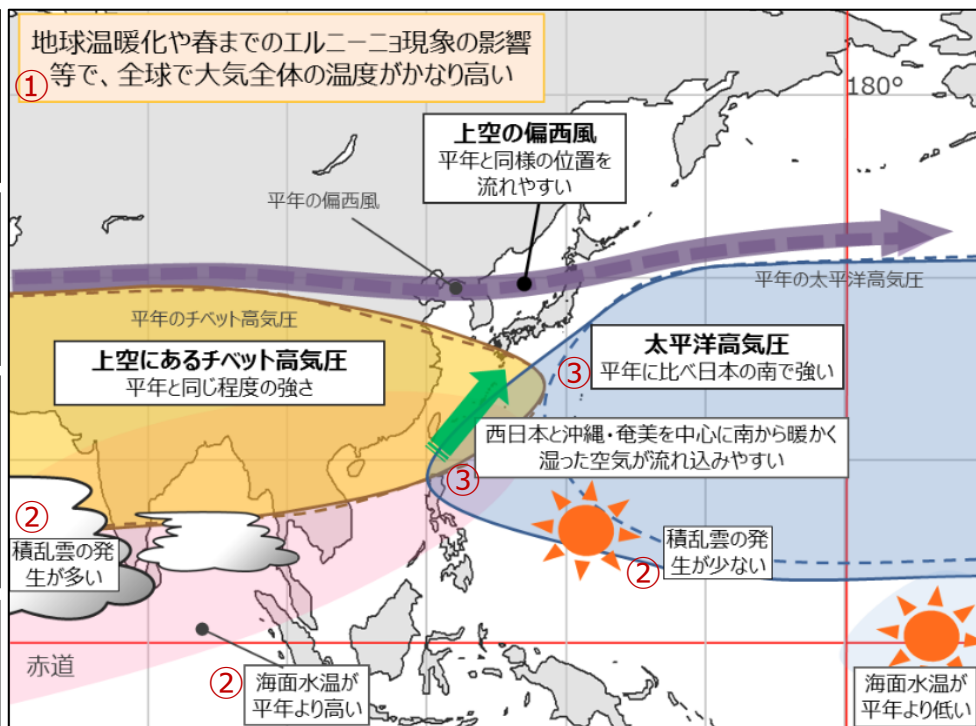 地球温暖化や春までのエルニーニョ現象の影響
等で、全球で大気全体の温度がかなり高い
①
180°
上空の偏西風
平年と同様の位置を
流れやすい
平年の偏西風
平年の太平洋高気圧
平年のチベット高気圧
上空にあるチベット高気圧
平年と同じ程度の強さ
太平洋高気圧
③
平年に比べ日本の南で強い
西日本と沖縄・奄美を中心に南から暖かく
湿った空気が流れ込みやすい
③
②
積乱雲の発
生が多い
積乱雲の発
生が少ない
②
赤道
②
海面水温が
平年より高い
海面水温が
平年より低い